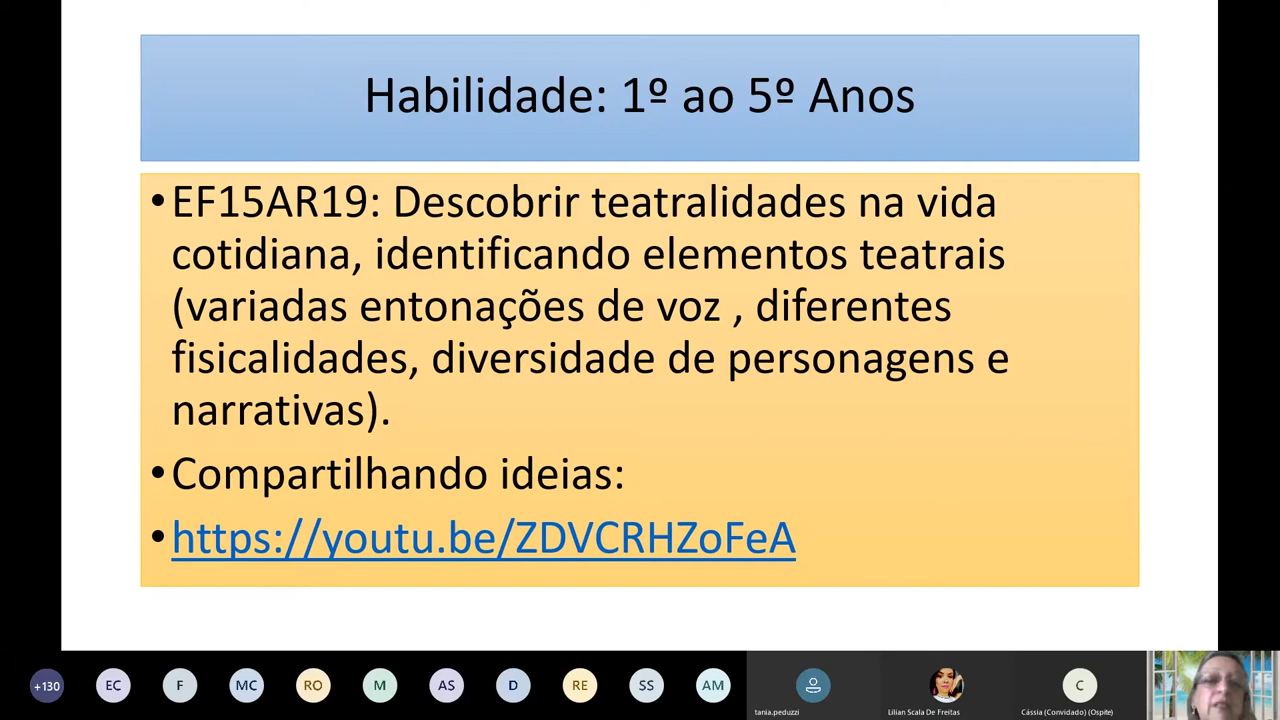 Habilidade: 1º ao 5º Anos
•EF15AR19: Descobrir teatralidades na vida
cotidiana, identificando elementos teatrais
(variadas entonações de voz , diferentes
fisicalidades, diversidade de personagens e
narrativas).
•Compartilhando ideias:
•https://youtu.be/ZDVCRHZoFeA
+130 EC F MC RO M AS D RE SS AM C
tania.peduzzi Lilian Scala De Freitas Cássia (Convidado) (Ospite)